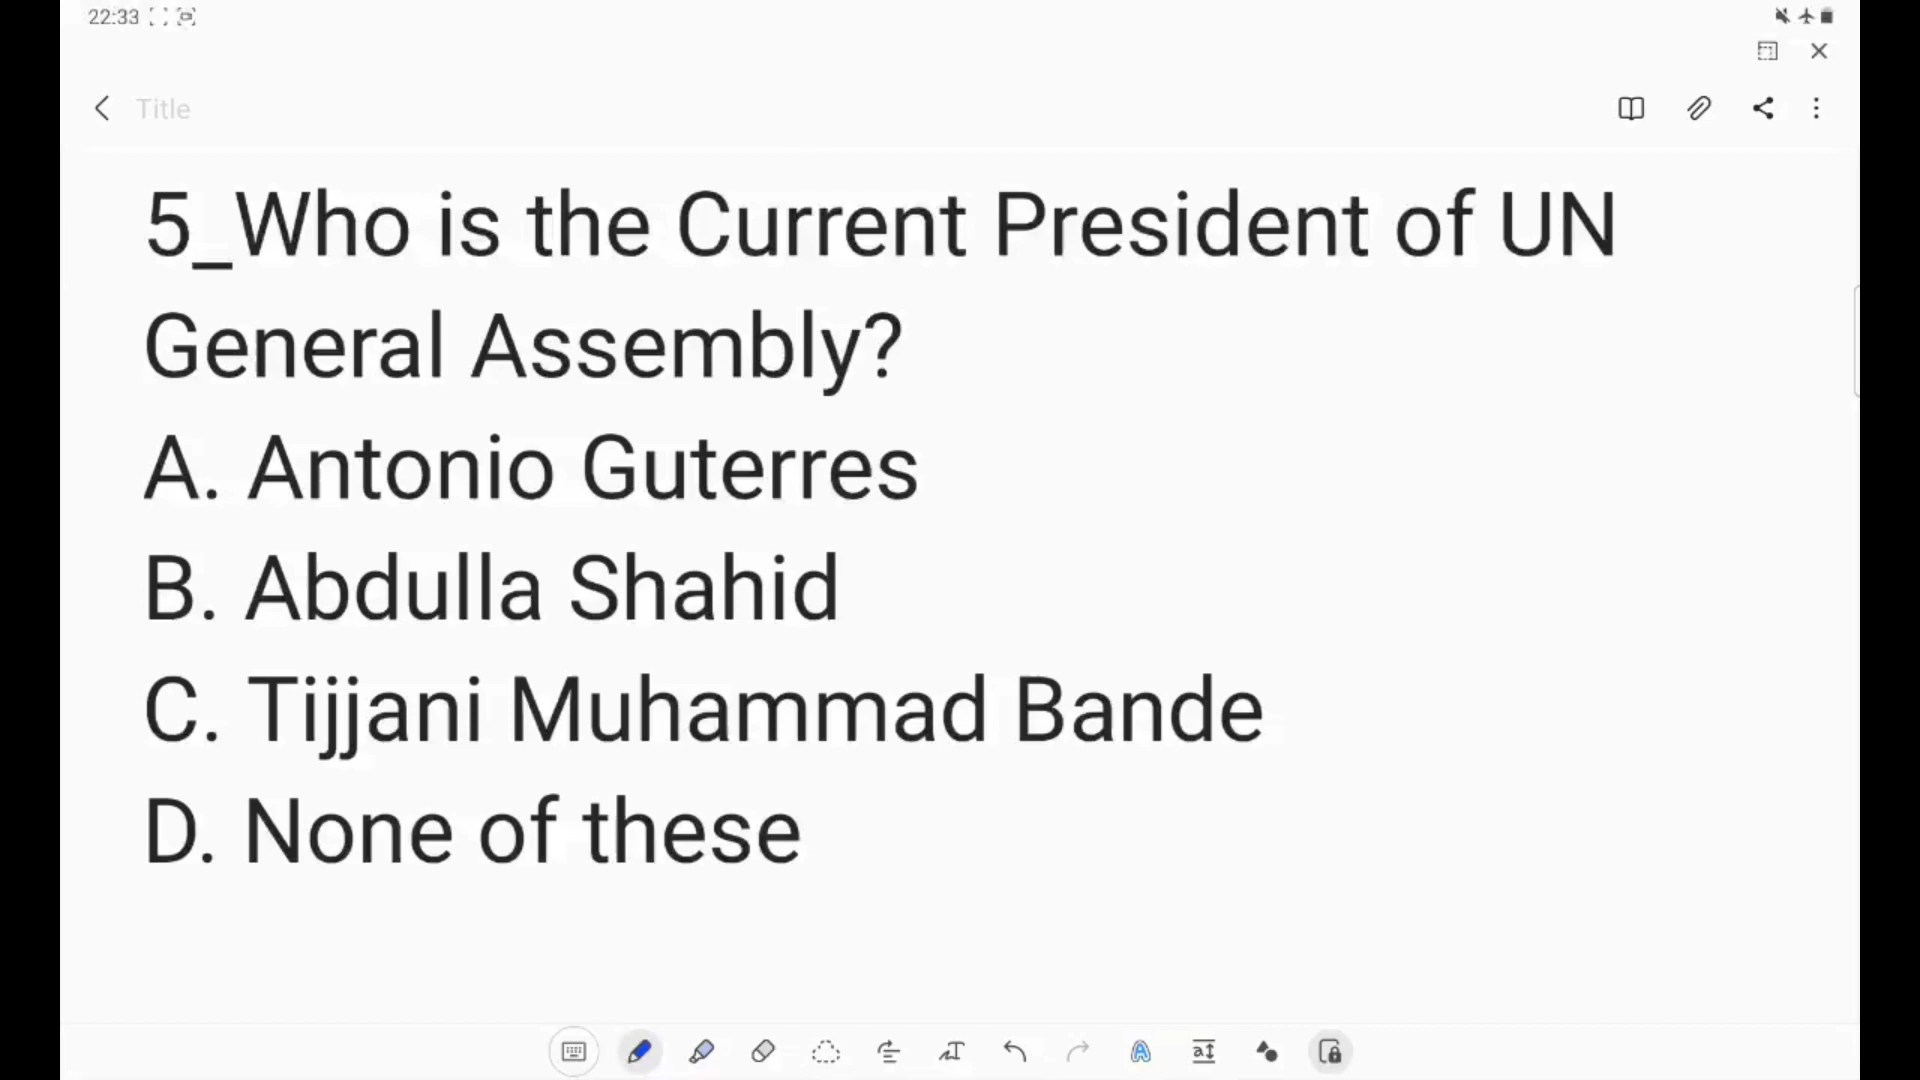 22:33
Title
5_Who is the Current President of UN
General Assembly?
A. Antonio Guterres
B. Abdulla Shahid
C. Tijjani Muhammad Bande
D. None of these